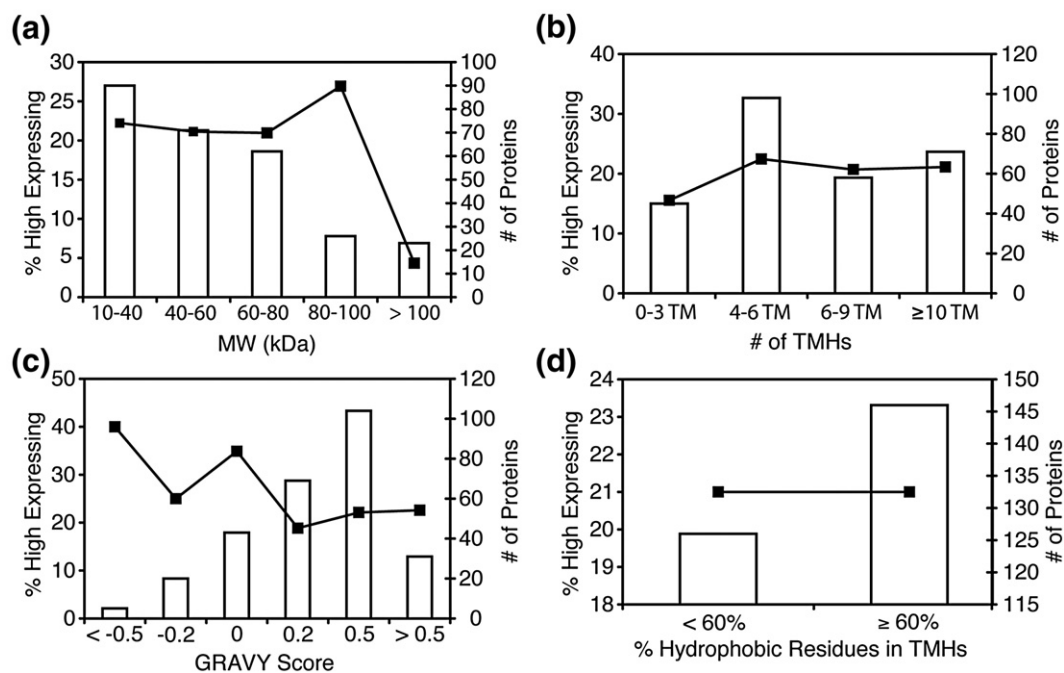 (a)
30
25
20
15
10
5
0
% High Expressing
100
90
80
70
60
50
40
30
20
10
0
# of Proteins
10-40 40-60 60-80 80-100 > 100
MW (kDa)
(b)
40
30
20
10
0
% High Expressing
120
100
80
60
40
20
0
# of Proteins
0-3 TM 4-6 TM 6-9 TM ≥10 TM
# of TMHs
(c)
50
40
30
20
10
0
% High Expressing
120
100
80
60
40
20
0
# of Proteins
< -0.5 -0.2 0 0.2 0.5 > 0.5
GRAVY Score
(d)
24
23
22
21
20
19
18
% High Expressing
150
145
140
135
130
125
120
115
# of Proteins
< 60% ≥ 60%
% Hydrophobic Residues in TMHs